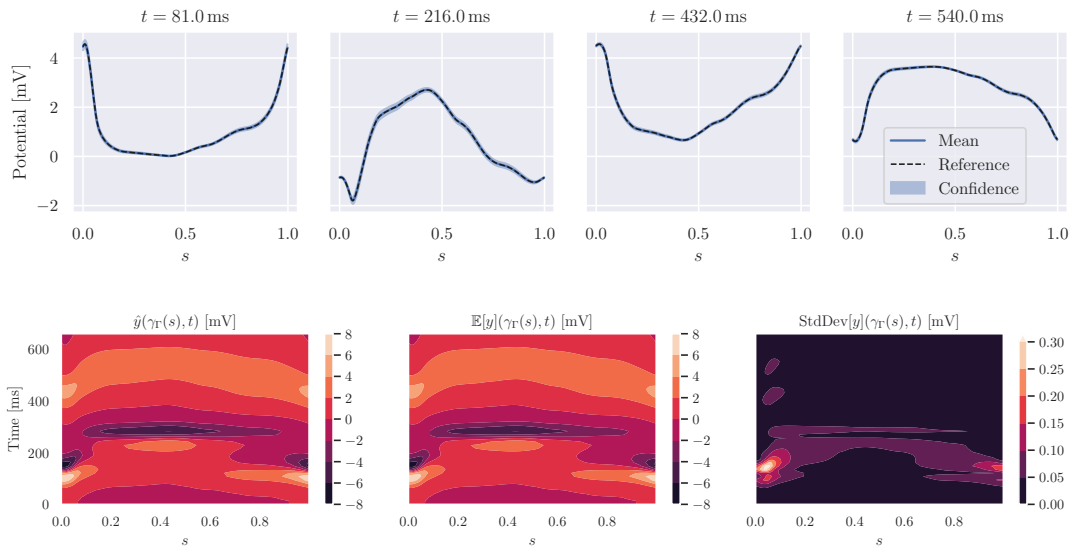 t = 81.0 ms
t = 216.0 ms
t = 432.0 ms
t = 540.0 ms
Potential [mV]
4
2
0
−2
0.0 0.5 1.0
0.0 0.5 1.0
0.0 0.5 1.0
0.0 0.5 1.0
s
s
s
s
Mean
Reference
Confidence
ŷ(γ_Γ(s), t) [mV]
𝔼[y](γ_Γ(s), t) [mV]
StdDev[y](γ_Γ(s), t) [mV]
Time [ms]
600
400
200
0
0.0 0.2 0.4 0.6 0.8
s
8
6
4
2
0
−2
−4
−6
−8
0.0 0.2 0.4 0.6 0.8
s
8
6
4
2
0
−2
−4
−6
−8
0.0 0.2 0.4 0.6 0.8
s
0.30
0.25
0.20
0.15
0.10
0.05
0.00